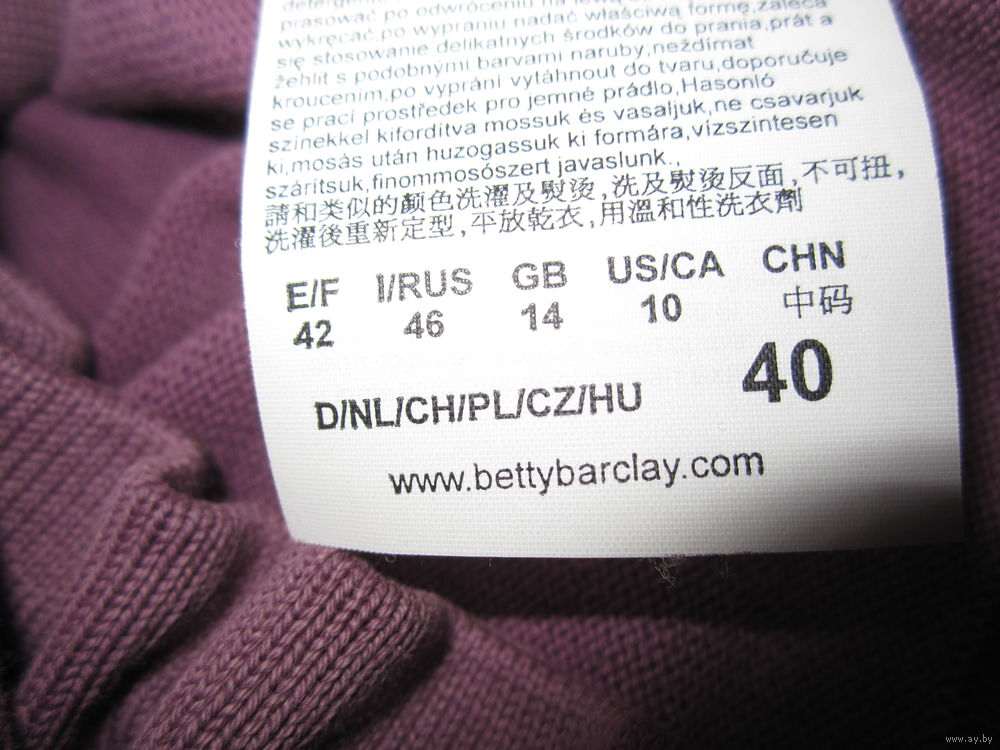 detergente
prasować po odwróceniu na lewą
wykręcać,po wypraniu nadać właściwą formę,zaleca
się stosowanie delikatnych środków do prania,prát a
žehlit s podobnými barvami naruby,neždímat
kroucením,po vyprání vytáhnout do tvaru,doporučuje
se prací prostředek pro jemné prádlo,Hasonló
színekkel kifordítva mossuk és vasaljuk,ne csavarjuk
ki,mosás után huzogassuk ki formára,vízszintesen
szárítsuk,finommosószert javaslunk.,
請和类似的顏色洗濯及熨烫,洗及熨烫反面,不可扭,
洗濯後重新定型,平放乾衣,用溫和性洗衣劑
E/F I/RUS GB US/CA CHN
42 46 14 10 中码
D/NL/CH/PL/CZ/HU 40
www.bettybarclay.com
www.ay.by